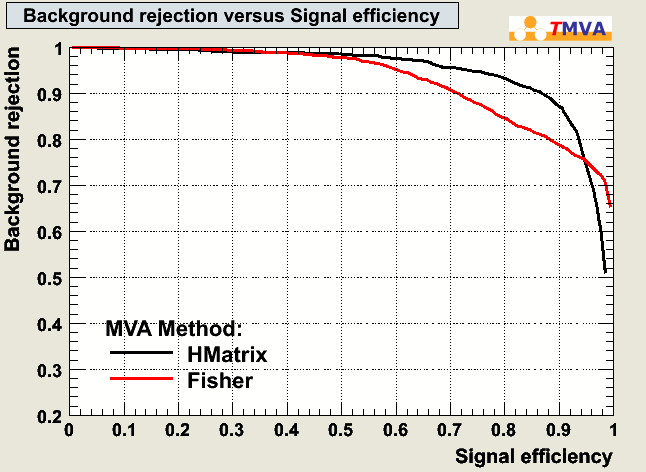 Background rejection versus Signal efficiency
TMVA
Background rejection
1
0.9
0.8
0.7
0.6
0.5
0.4
0.3
0.2
MVA Method:
HMatrix
Fisher
0 0.1 0.2 0.3 0.4 0.5 0.6 0.7 0.8 0.9 1
Signal efficiency